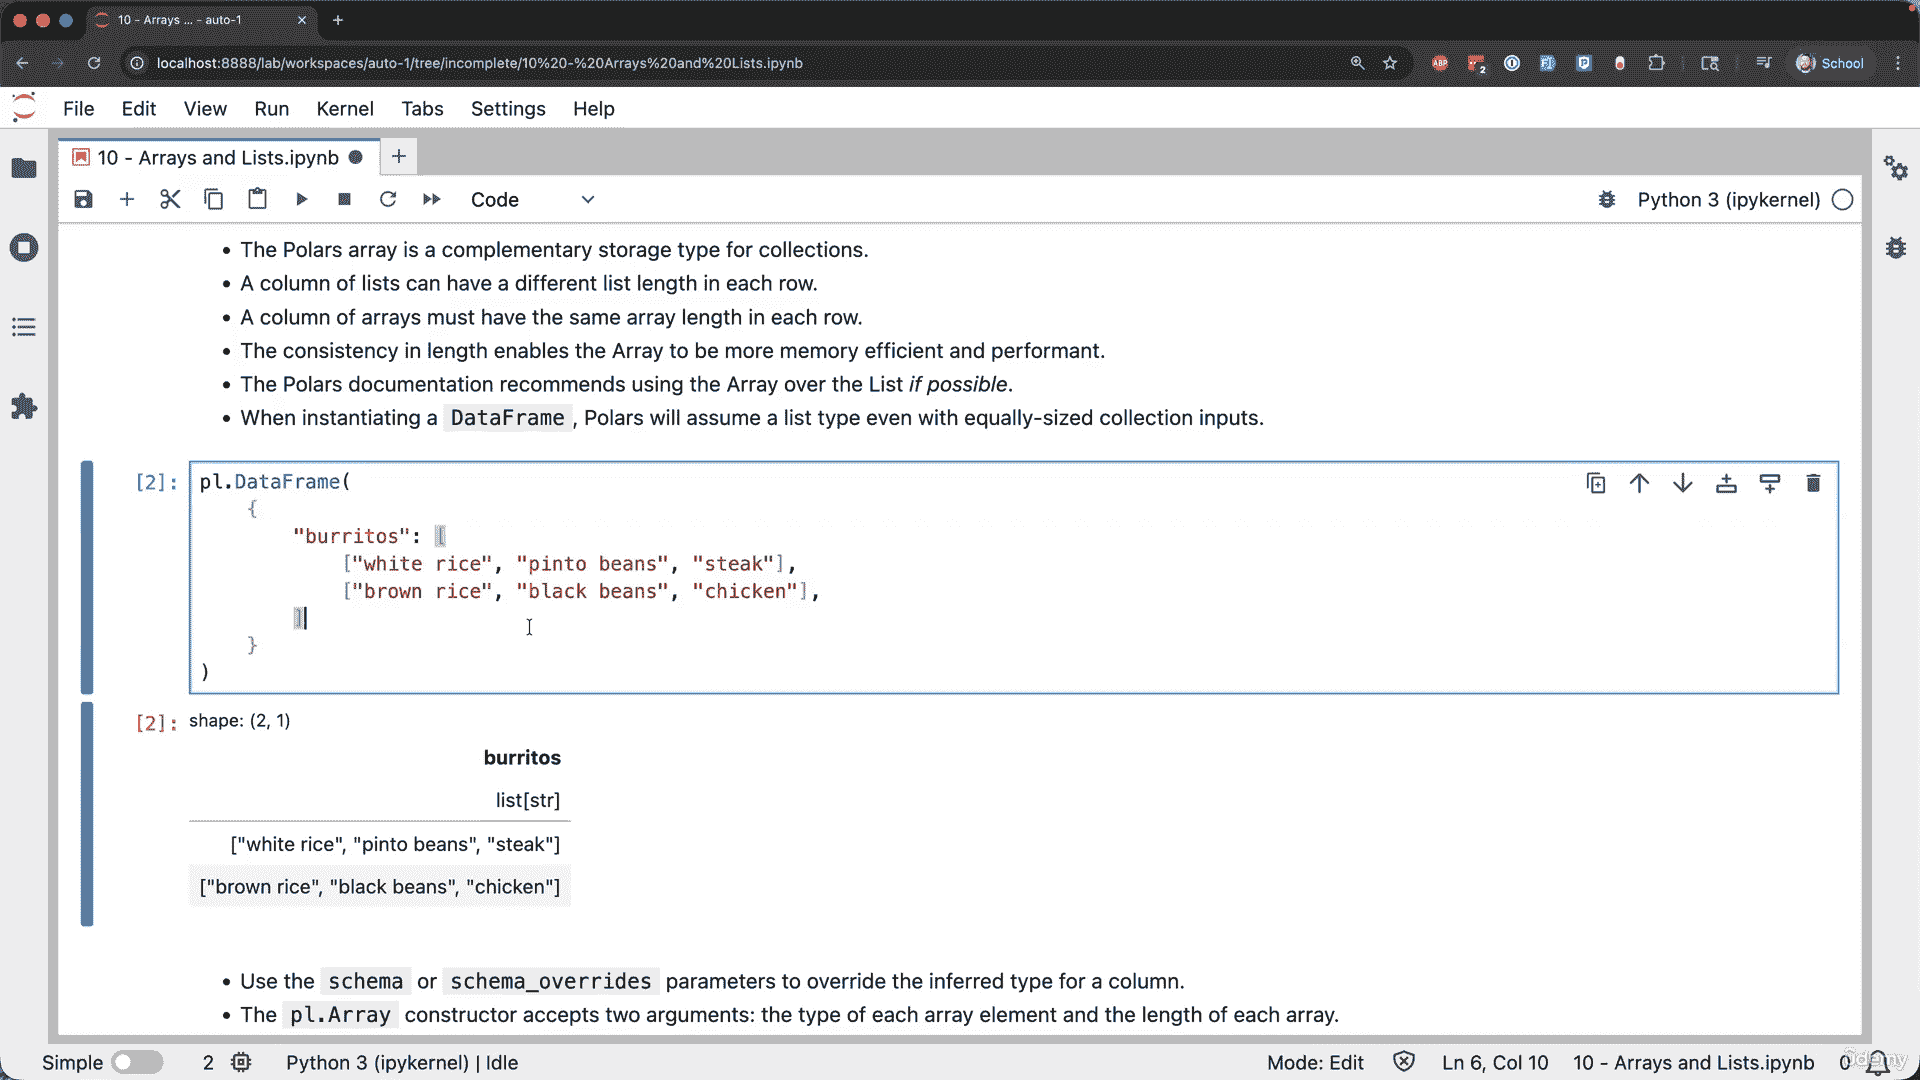 10 - Arrays ... - auto-1
localhost:8888/lab/workspaces/auto-1/tree/incomplete/10%20-%20Arrays%20and%20Lists.ipynb
ABP
2
School
File Edit View Run Kernel Tabs Settings Help
10 - Arrays and Lists.ipynb
Code
Python 3 (ipykernel)
• The Polars array is a complementary storage type for collections.
• A column of lists can have a different list length in each row.
• A column of arrays must have the same array length in each row.
• The consistency in length enables the Array to be more memory efficient and performant.
• The Polars documentation recommends using the Array over the List if possible.
• When instantiating a DataFrame , Polars will assume a list type even with equally-sized collection inputs.
[2]: pl.DataFrame(
{
"burritos": [
["white rice", "pinto beans", "steak"],
["brown rice", "black beans", "chicken"],
]
}
)
[2]: shape: (2, 1)
burritos
list[str]
["white rice", "pinto beans", "steak"]
["brown rice", "black beans", "chicken"]
• Use the schema or schema_overrides parameters to override the inferred type for a column.
• The pl.Array constructor accepts two arguments: the type of each array element and the length of each array.
Simple 2 Python 3 (ipykernel) | Idle Mode: Edit Ln 6, Col 10 10 - Arrays and Lists.ipynb 0
Udemy